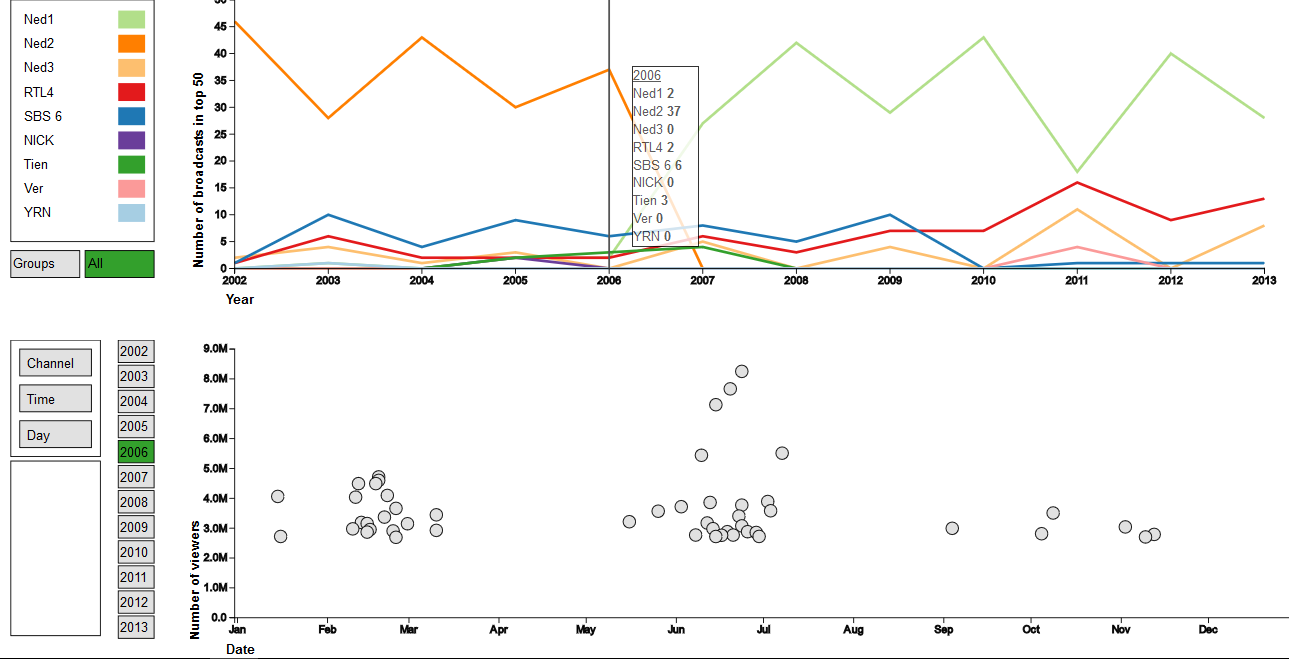 Ned1
Ned2
Ned3
RTL4
SBS 6
NICK
Tien
Ver
YRN
Groups
All
Number of broadcasts in top 50
50
45
40
35
30
25
20
15
10
5
0
2002
2003
2004
2005
2006
2007
2008
2009
2010
2011
2012
2013
Year
2006
Ned1 2
Ned2 37
Ned3 0
RTL4 2
SBS 6 6
NICK 0
Tien 3
Ver 0
YRN 0
Channel
Time
Day
2002
2003
2004
2005
2006
2007
2008
2009
2010
2011
2012
2013
Number of viewers
9.0M
8.0M
7.0M
6.0M
5.0M
4.0M
3.0M
2.0M
1.0M
0.0
Jan
Feb
Mar
Apr
May
Jun
Jul
Aug
Sep
Oct
Nov
Dec
Date